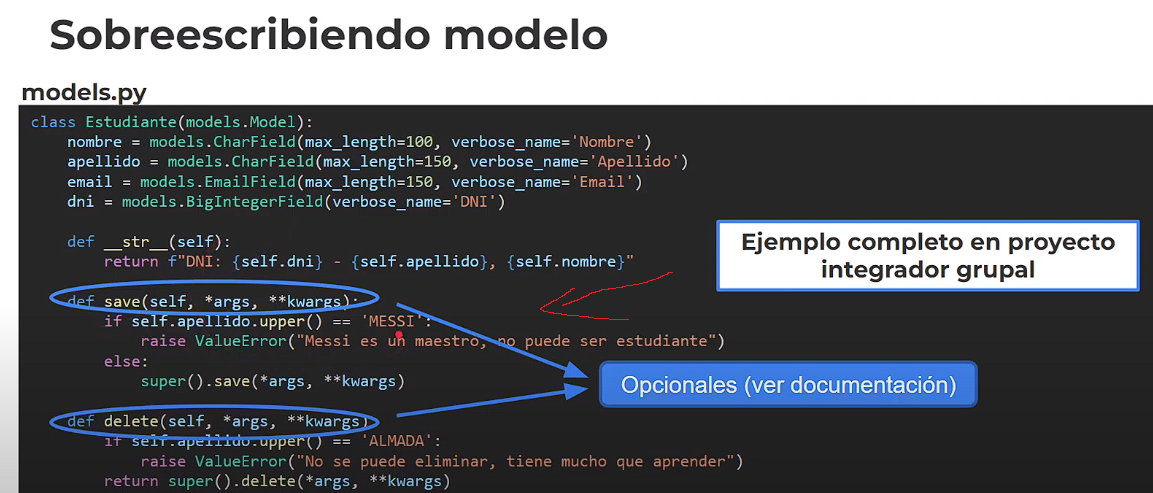 Sobreescribiendo modelo
models.py
class Estudiante(models.Model):
    nombre = models.CharField(max_length=100, verbose_name='Nombre')
    apellido = models.CharField(max_length=150, verbose_name='Apellido')
    email = models.EmailField(max_length=150, verbose_name='Email')
    dni = models.BigIntegerField(verbose_name='DNI')
    def __str__(self):
        return f"DNI: {self.dni} - {self.apellido}, {self.nombre}"
    def save(self, *args, **kwargs):
        if self.apellido.upper() == 'MESSI':
            raise ValueError("Messi es un maestro, no puede ser estudiante")
        else:
            super().save(*args, **kwargs)
    def delete(self, *args, **kwargs)
        if self.apellido.upper() == 'ALMADA':
            raise ValueError("No se puede eliminar, tiene mucho que aprender")
        return super().delete(*args, **kwargs)
Ejemplo completo en proyecto
integrador grupal
Opcionales (ver documentación)